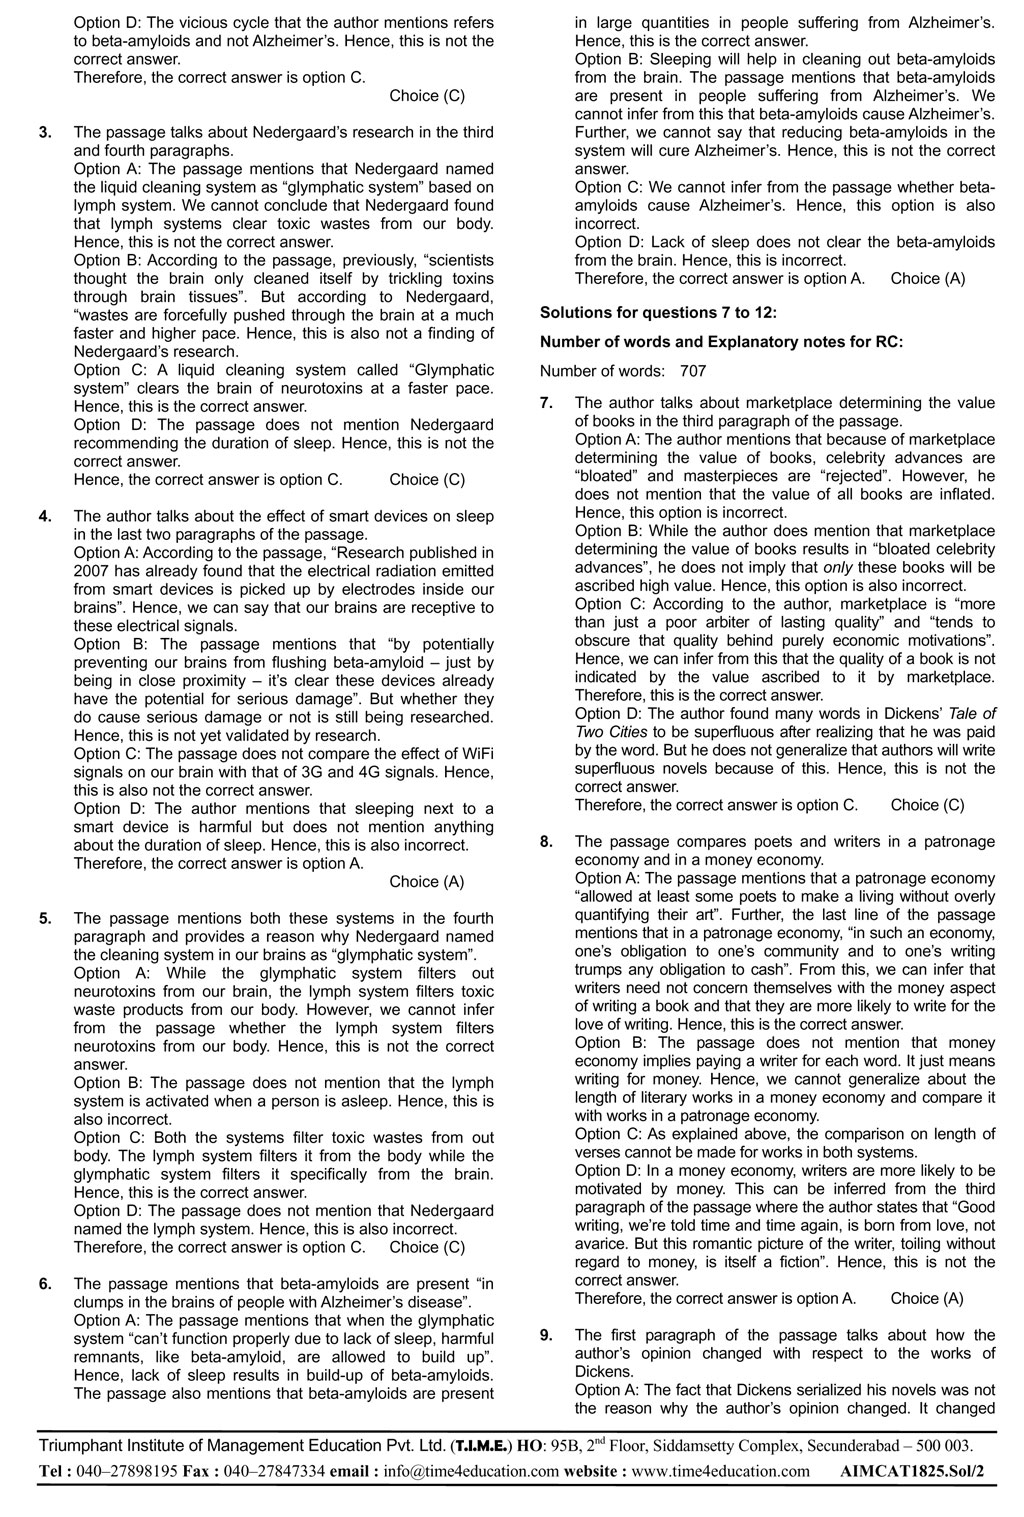 Option D: The vicious cycle that the author mentions refers
to beta-amyloids and not Alzheimer's. Hence, this is not the
correct answer.
Therefore, the correct answer is option C.
Choice (C)
3. The passage talks about Nedergaard's research in the third
and fourth paragraphs.
Option A: The passage mentions that Nedergaard named
the liquid cleaning system as “glymphatic system” based on
lymph system. We cannot conclude that Nedergaard found
that lymph systems clear toxic wastes from our body.
Hence, this is not the correct answer.
Option B: According to the passage, previously, “scientists
thought the brain only cleaned itself by trickling toxins
through brain tissues”. But according to Nedergaard,
“wastes are forcefully pushed through the brain at a much
faster and higher pace. Hence, this is also not a finding of
Nedergaard's research.
Option C: A liquid cleaning system called “Glymphatic
system” clears the brain of neurotoxins at a faster pace.
Hence, this is the correct answer.
Option D: The passage does not mention Nedergaard
recommending the duration of sleep. Hence, this is not the
correct answer.
Hence, the correct answer is option C. Choice (C)
4. The author talks about the effect of smart devices on sleep
in the last two paragraphs of the passage.
Option A: According to the passage, “Research published in
2007 has already found that the electrical radiation emitted
from smart devices is picked up by electrodes inside our
brains”. Hence, we can say that our brains are receptive to
these electrical signals.
Option B: The passage mentions that “by potentially
preventing our brains from flushing beta-amyloid – just by
being in close proximity – it's clear these devices already
have the potential for serious damage”. But whether they
do cause serious damage or not is still being researched.
Hence, this is not yet validated by research.
Option C: The passage does not compare the effect of WiFi
signals on our brain with that of 3G and 4G signals. Hence,
this is also not the correct answer.
Option D: The author mentions that sleeping next to a
smart device is harmful but does not mention anything
about the duration of sleep. Hence, this is also incorrect.
Therefore, the correct answer is option A.
Choice (A)
5. The passage mentions both these systems in the fourth
paragraph and provides a reason why Nedergaard named
the cleaning system in our brains as “glymphatic system”.
Option A: While the glymphatic system filters out
neurotoxins from our brain, the lymph system filters toxic
waste products from our body. However, we cannot infer
from the passage whether the lymph system filters
neurotoxins from our body. Hence, this is not the correct
answer.
Option B: The passage does not mention that the lymph
system is activated when a person is asleep. Hence, this is
also incorrect.
Option C: Both the systems filter toxic wastes from out
body. The lymph system filters it from the body while the
glymphatic system filters it specifically from the brain.
Hence, this is the correct answer.
Option D: The passage does not mention that Nedergaard
named the lymph system. Hence, this is also incorrect.
Therefore, the correct answer is option C. Choice (C)
6. The passage mentions that beta-amyloids are present “in
clumps in the brains of people with Alzheimer's disease”.
Option A: The passage mentions that when the glymphatic
system “can't function properly due to lack of sleep, harmful
remnants, like beta-amyloid, are allowed to build up”.
Hence, lack of sleep results in build-up of beta-amyloids.
The passage also mentions that beta-amyloids are present
in large quantities in people suffering from Alzheimer's.
Hence, this is the correct answer.
Option B: Sleeping will help in cleaning out beta-amyloids
from the brain. The passage mentions that beta-amyloids
are present in people suffering from Alzheimer's. We
cannot infer from this that beta-amyloids cause Alzheimer's.
Further, we cannot say that reducing beta-amyloids in the
system will cure Alzheimer's. Hence, this is not the correct
answer.
Option C: We cannot infer from the passage whether beta-
amyloids cause Alzheimer's. Hence, this option is also
incorrect.
Option D: Lack of sleep does not clear the beta-amyloids
from the brain. Hence, this is incorrect.
Therefore, the correct answer is option A. Choice (A)
Solutions for questions 7 to 12:
Number of words and Explanatory notes for RC:
Number of words: 707
7. The author talks about marketplace determining the value
of books in the third paragraph of the passage.
Option A: The author mentions that because of marketplace
determining the value of books, celebrity advances are
“bloated” and masterpieces are “rejected”. However, he
does not mention that the value of all books are inflated.
Hence, this option is incorrect.
Option B: While the author does mention that marketplace
determining the value of books results in “bloated celebrity
advances”, he does not imply that only these books will be
ascribed high value. Hence, this option is also incorrect.
Option C: According to the author, marketplace is “more
than just a poor arbiter of lasting quality” and “tends to
obscure that quality behind purely economic motivations”.
Hence, we can infer from this that the quality of a book is not
indicated by the value ascribed to it by marketplace.
Therefore, this is the correct answer.
Option D: The author found many words in Dickens' Tale of
Two Cities to be superfluous after realizing that he was paid
by the word. But he does not generalize that authors will write
superfluous novels because of this. Hence, this is not the
correct answer.
Therefore, the correct answer is option C. Choice (C)
8. The passage compares poets and writers in a patronage
economy and in a money economy.
Option A: The passage mentions that a patronage economy
“allowed at least some poets to make a living without overly
quantifying their art”. Further, the last line of the passage
mentions that in a patronage economy, “in such an economy,
one's obligation to one's community and to one's writing
trumps any obligation to cash”. From this, we can infer that
writers need not concern themselves with the money aspect
of writing a book and that they are more likely to write for the
love of writing. Hence, this is the correct answer.
Option B: The passage does not mention that money
economy implies paying a writer for each word. It just means
writing for money. Hence, we cannot generalize about the
length of literary works in a money economy and compare it
with works in a patronage economy.
Option C: As explained above, the comparison on length of
verses cannot be made for works in both systems.
Option D: In a money economy, writers are more likely to be
motivated by money. This can be inferred from the third
paragraph of the passage where the author states that “Good
writing, we're told time and time again, is born from love, not
avarice. But this romantic picture of the writer, toiling without
regard to money, is itself a fiction”. Hence, this is not the
correct answer.
Therefore, the correct answer is option A. Choice (A)
9. The first paragraph of the passage talks about how the
author's opinion changed with respect to the works of
Dickens.
Option A: The fact that Dickens serialized his novels was not
the reason why the author's opinion changed. It changed
Triumphant Institute of Management Education Pvt. Ltd. (T.I.M.E.) HO: 95B, 2nd Floor, Siddamsetty Complex, Secunderabad – 500 003.
Tel : 040–27898195 Fax : 040–27847334 email : info@time4education.com website : www.time4education.com AIMCAT1825.Sol/2